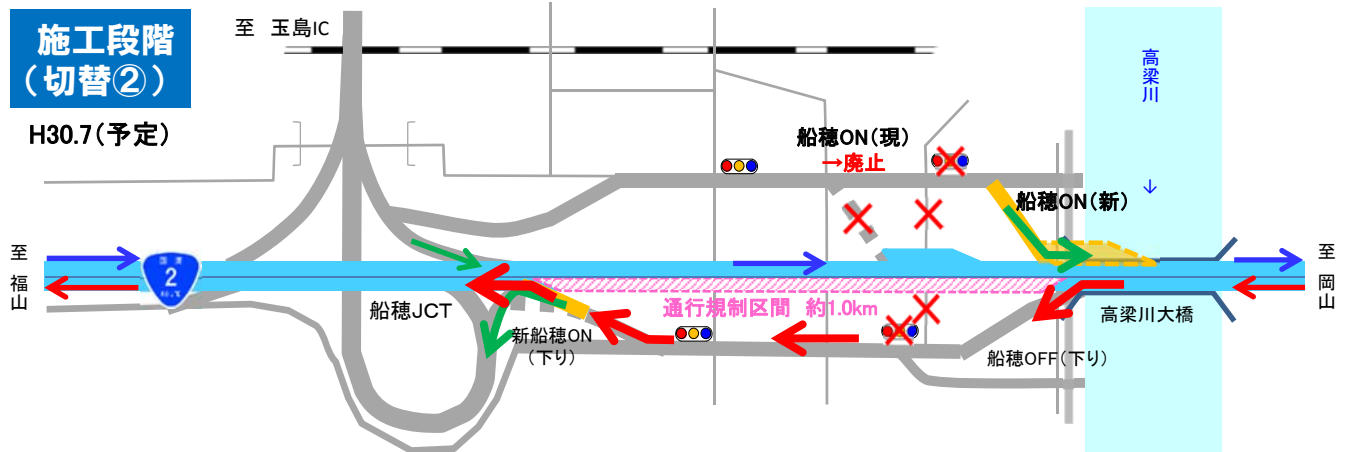 施工段階
（切替②）
H30.7(予定)
至 玉島IC
高梁川
↓
船穂ON(現)
→廃止
船穂ON(新)
至 福山
国道
2
至 岡山
船穂JCT
通行規制区間 約1.0km
高梁川大橋
新船穂ON
(下り)
船穂OFF(下り)